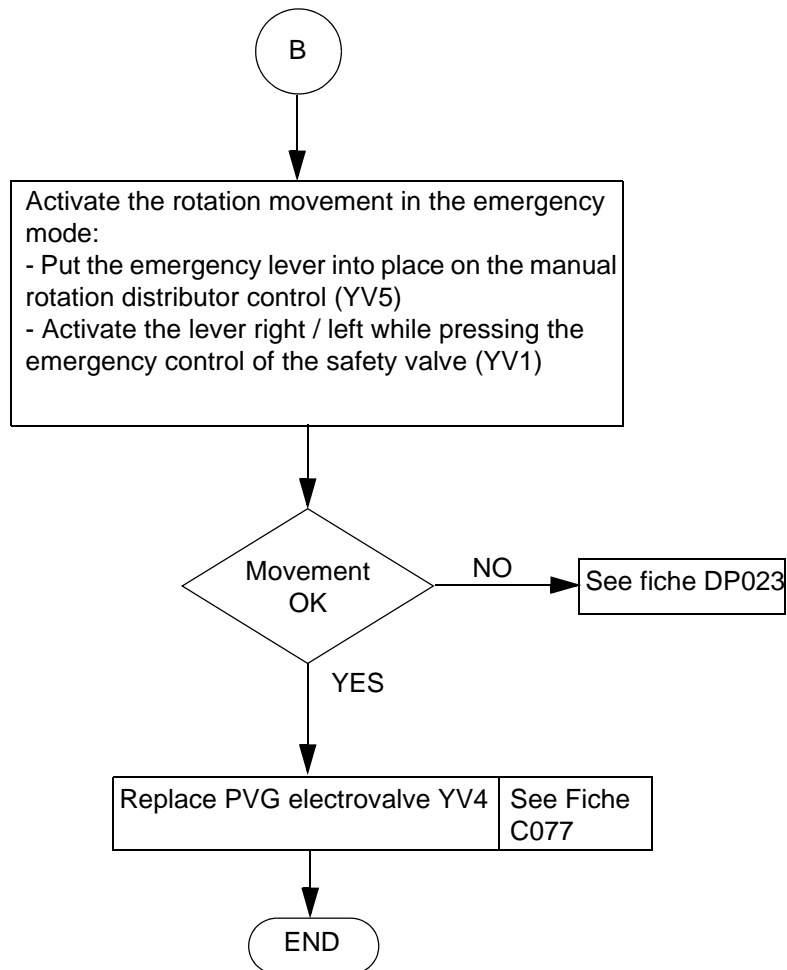 B
Activate the rotation movement in the emergency
mode:
- Put the emergency lever into place on the manual
rotation distributor control (YV5)
- Activate the lever right / left while pressing the
emergency control of the safety valve (YV1)
Movement
OK
NO
See fiche DP023
YES
Replace PVG electrovalve YV4
See Fiche
C077
END